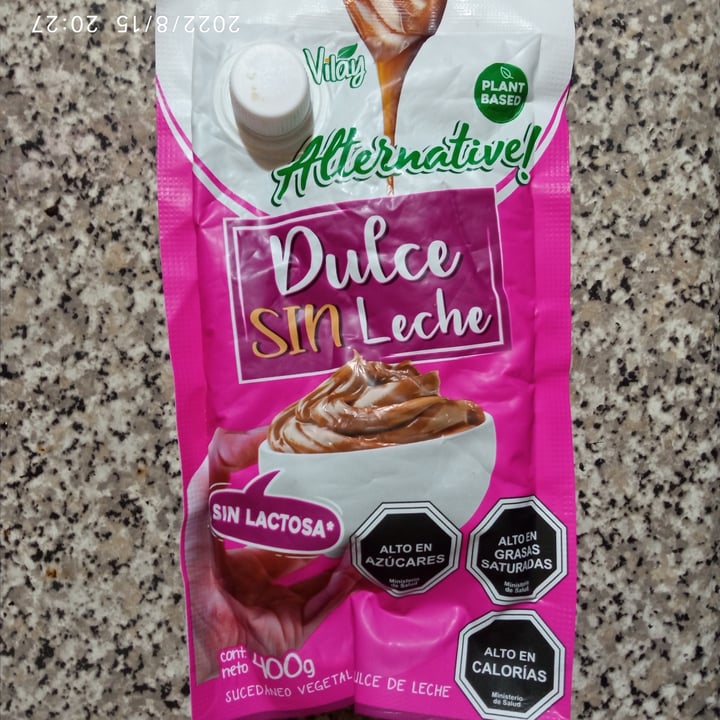 2022/8/15 20:27
Vilay
PLANT
BASED
Alternative!
Dulce
SIN Leche
SIN LACTOSA*
ALTO EN
AZÚCARES
Ministerio
de Salud
ALTO EN
GRASAS
SATURADAS
Ministerio
de Salud
ALTO EN
CALORÍAS
Ministerio
de Salud
cont.
neto 400g
SUCEDÁNEO VEGETAL DULCE DE LECHE